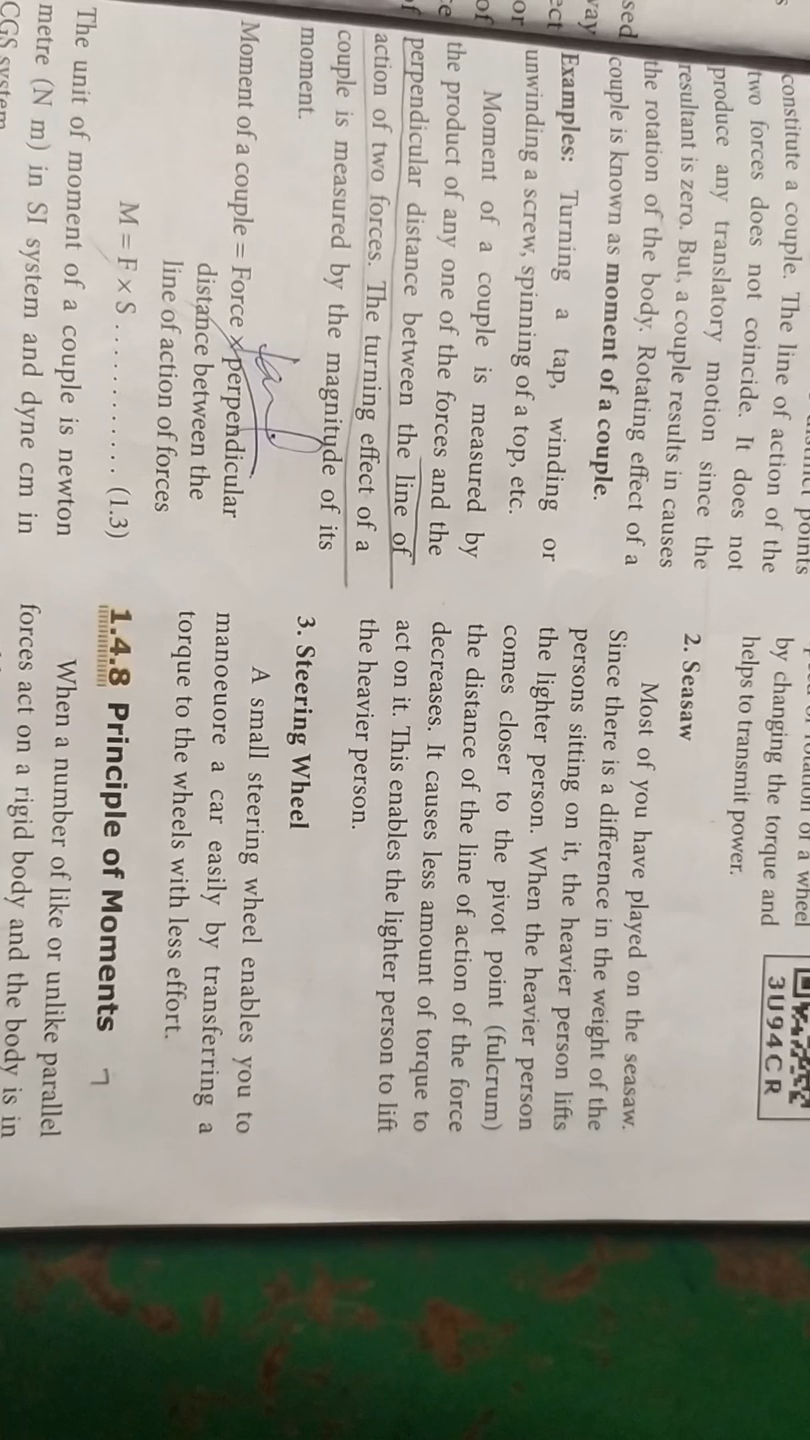 constitute a couple. The line of action of the
two forces does not coincide. It does not
produce any translatory motion since the
resultant is zero. But, a couple results in causes
the rotation of the body. Rotating effect of a
couple is known as moment of a couple.
Examples: Turning a tap, winding or
unwinding a screw, spinning of a top, etc.
Moment of a couple is measured by
the product of any one of the forces and the
perpendicular distance between the line of
action of two forces. The turning effect of a
couple is measured by the magnitude of its
moment.
Moment of a couple = Force × perpendicular
distance between the
line of action of forces
M = F × S . . . . . . . . . . . . (1.3)
The unit of moment of a couple is newton
metre (N m) in SI system and dyne cm in
CGS system
by changing the torque and
helps to transmit power.
3U94CR
2. Seasaw
Most of you have played on the seasaw.
Since there is a difference in the weight of the
persons sitting on it, the heavier person lifts
the lighter person. When the heavier person
comes closer to the pivot point (fulcrum)
the distance of the line of action of the force
decreases. It causes less amount of torque to
act on it. This enables the lighter person to lift
the heavier person.
3. Steering Wheel
A small steering wheel enables you to
manoeuore a car easily by transferring a
torque to the wheels with less effort.
1.4.8 Principle of Moments 7
When a number of like or unlike parallel
forces act on a rigid body and the body is in